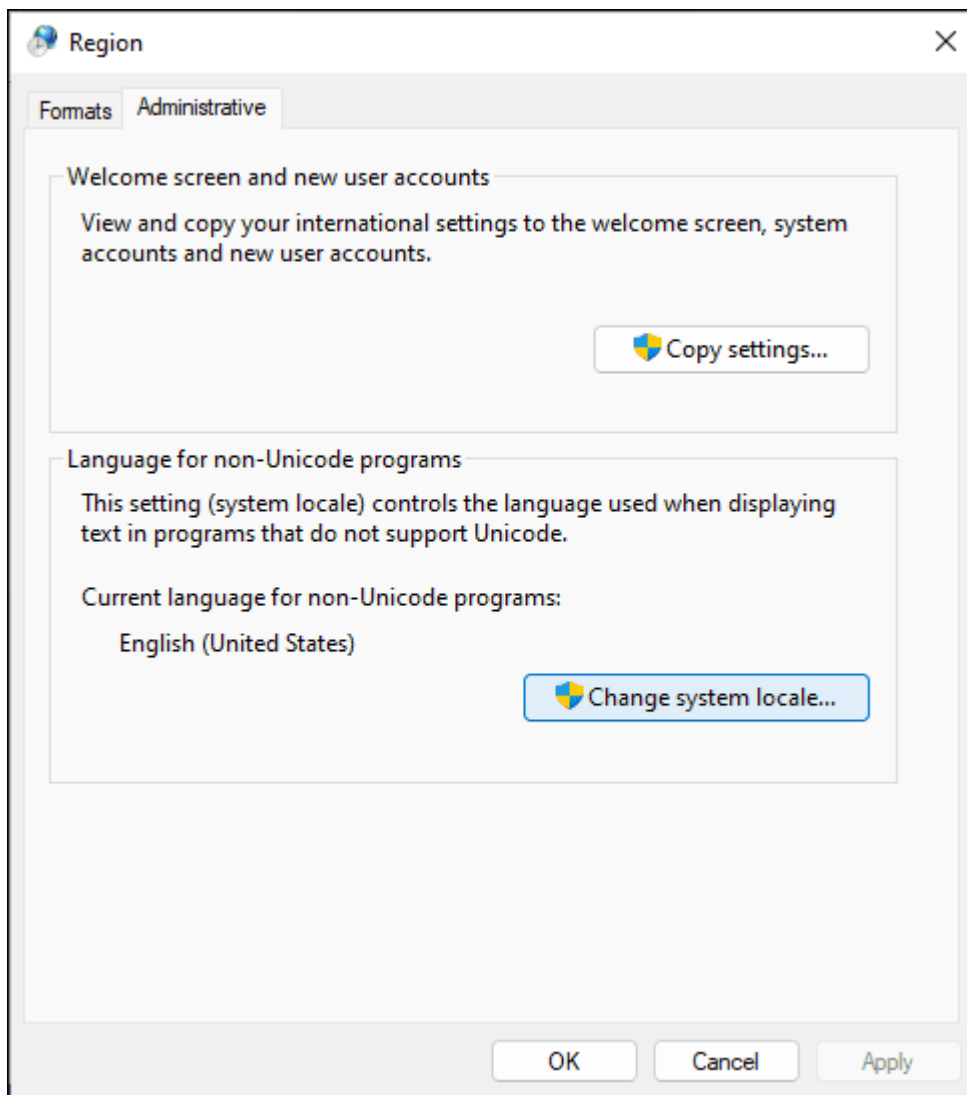 Region
Formats
Administrative
Welcome screen and new user accounts
View and copy your international settings to the welcome screen, system
accounts and new user accounts.
Copy settings...
Language for non-Unicode programs
This setting (system locale) controls the language used when displaying
text in programs that do not support Unicode.
Current language for non-Unicode programs:
English (United States)
Change system locale...
OK
Cancel
Apply